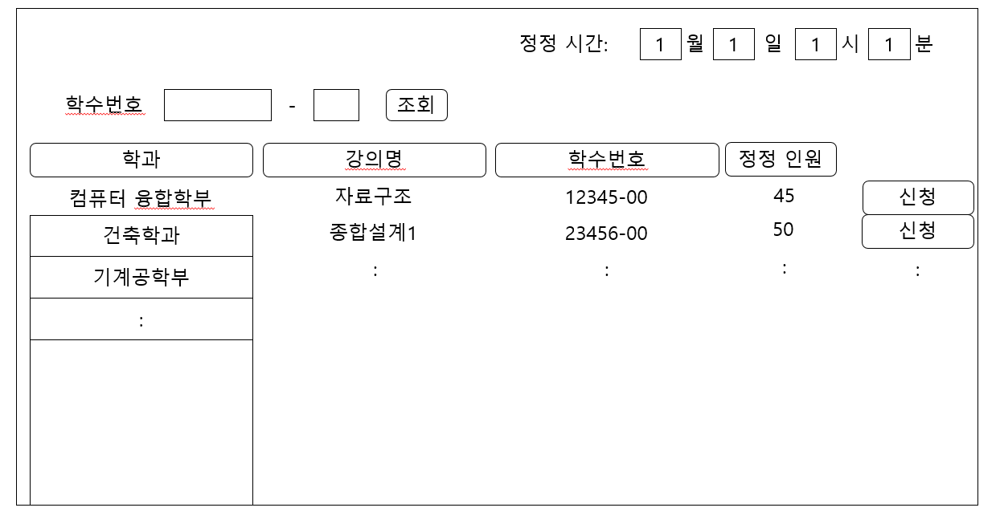 정정 시간: 1 월 1 일 1 시 1 분
학수번호 - 조회
학과 강의명 학수번호 정정 인원
컴퓨터 융합학부 자료구조 12345-00 45 신청
건축학과 종합설계1 23456-00 50 신청
기계공학부 : : : :
: